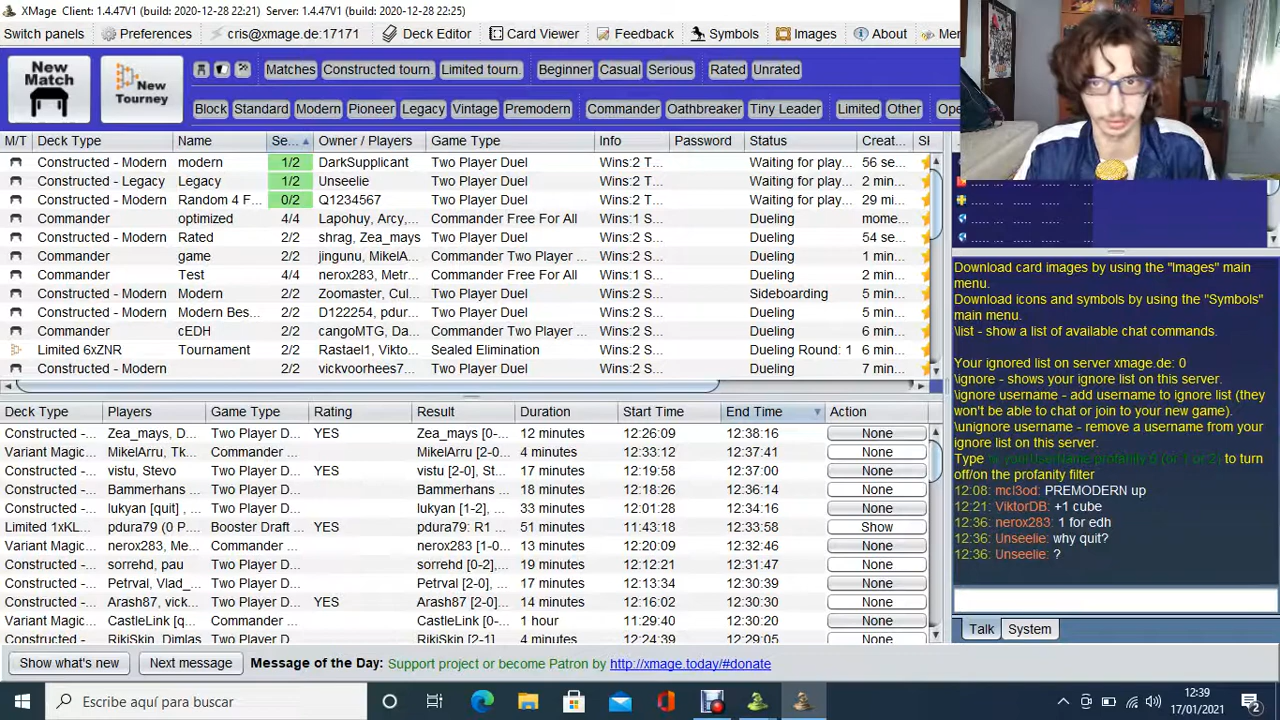 XMage Client: 1.4.47V1 (build: 2020-12-28 22:21) Server: 1.4.47V1 (build: 2020-12-28 22:25)
Switch panels Preferences cris@xmage.de:17171 Deck Editor Card Viewer Feedback Symbols Images About
New Match New Tourney
Matches Constructed tourn. Limited tourn. Beginner Casual Serious Rated Unrated
Block Standard Modern Pioneer Legacy Vintage Premodern Commander Oathbreaker Tiny Leader Limited Other
M/T Deck Type Name Se... Owner / Players Game Type Info Password Status Creat...
Constructed - Modern modern 1/2 DarkSupplicant Two Player Duel Wins:2 T... Waiting for play... 56 se...
Constructed - Legacy Legacy 1/2 Unseelie Two Player Duel Wins:2 T... Waiting for play... 2 min...
Constructed - Modern Random 4 F... 0/2 Q1234567 Two Player Duel Wins:2 T... Waiting for play... 29 mi...
Commander optimized 4/4 Lapohuy, Arcy,... Commander Free For All Wins:1 S... Dueling mome...
Constructed - Modern Rated 2/2 shrag, Zea_mays Two Player Duel Wins:2 S... Dueling 54 se...
Commander game 2/2 jingunu, MikelA... Commander Two Player ... Wins:2 S... Dueling 1 min...
Commander Test 4/4 nerox283, Metr... Commander Free For All Wins:1 S... Dueling 2 min...
Constructed - Modern Modern 2/2 Zoomaster, Cul... Two Player Duel Wins:2 S... Sideboarding 5 min...
Constructed - Modern Modern Bes... 2/2 D122254, pdur... Two Player Duel Wins:2 S... Dueling 5 min...
Commander cEDH 2/2 cangoMTG, Da... Commander Two Player ... Wins:2 S... Dueling 6 min...
Limited 6xZNR Tournament 2/2 Rastael1, Vikto... Sealed Elimination Wins:2 S... Dueling Round: 1 6 min...
Constructed - Modern 2/2 vickvoorhees7... Two Player Duel Wins:2 S... Dueling 7 min...
Deck Type Players Game Type Rating Result Duration Start Time End Time Action
Constructed -... Zea_mays, D... Two Player D... YES Zea_mays [0-... 12 minutes 12:26:09 12:38:16 None
Variant Magic... MikelArru, Tk... Commander ... MikelArru [2-0... 4 minutes 12:33:12 12:37:41 None
Constructed -... vistu, Stevo Two Player D... YES vistu [2-0], St... 17 minutes 12:19:58 12:37:00 None
Constructed -... Bammerhans ... Two Player D... Bammerhans ... 17 minutes 12:18:26 12:36:14 None
Constructed -... lukyan [quit] , ... Two Player D... lukyan [1-2], ... 33 minutes 12:01:28 12:34:16 None
Limited 1xKL... pdura79 (0 P... Booster Draft ... YES pdura79: R1 ... 51 minutes 11:43:18 12:33:58 Show
Variant Magic... nerox283, Me... Commander ... nerox283 [1-0... 13 minutes 12:20:09 12:32:46 None
Constructed -... sorrehd, pau Two Player D... sorrehd [0-2],... 19 minutes 12:12:21 12:31:47 None
Constructed -... Petrval, Vlad_... Two Player D... Petrval [2-0], ... 17 minutes 12:13:34 12:30:39 None
Constructed -... Arash87, vick... Two Player D... YES Arash87 [2-0]... 14 minutes 12:16:02 12:30:30 None
Variant Magic... CastleLink [q... Commander ... CastleLink [0-... 1 hour 11:29:40 12:30:20 None
Constructed -... RikiSkin, Dimlas Two Player D... RikiSkin [2-1]... 4 minutes 12:24:39 12:29:05 None
Download card images by using the "Images" main
menu.
Download icons and symbols by using the "Symbols"
main menu.
\list - show a list of available chat commands.
Your ignored list on server xmage.de: 0
\ignore - shows your ignore list on this server.
\ignore username - add username to ignore list (they
won't be able to chat or join to your new game).
\unignore username - remove a username from your
ignore list on this server.
Type to turn
off/on the profanity filter
12:08: mcl3od: PREMODERN up
12:21: ViktorDB: +1 cube
12:36: nerox283: 1 for edh
12:36: Unseelie: why quit?
12:36: Unseelie: ?
Talk System
Show what's new Next message Message of the Day: Support project or become Patron by http://xmage.today/#donate
Escribe aquí para buscar
12:39
17/01/2021
2